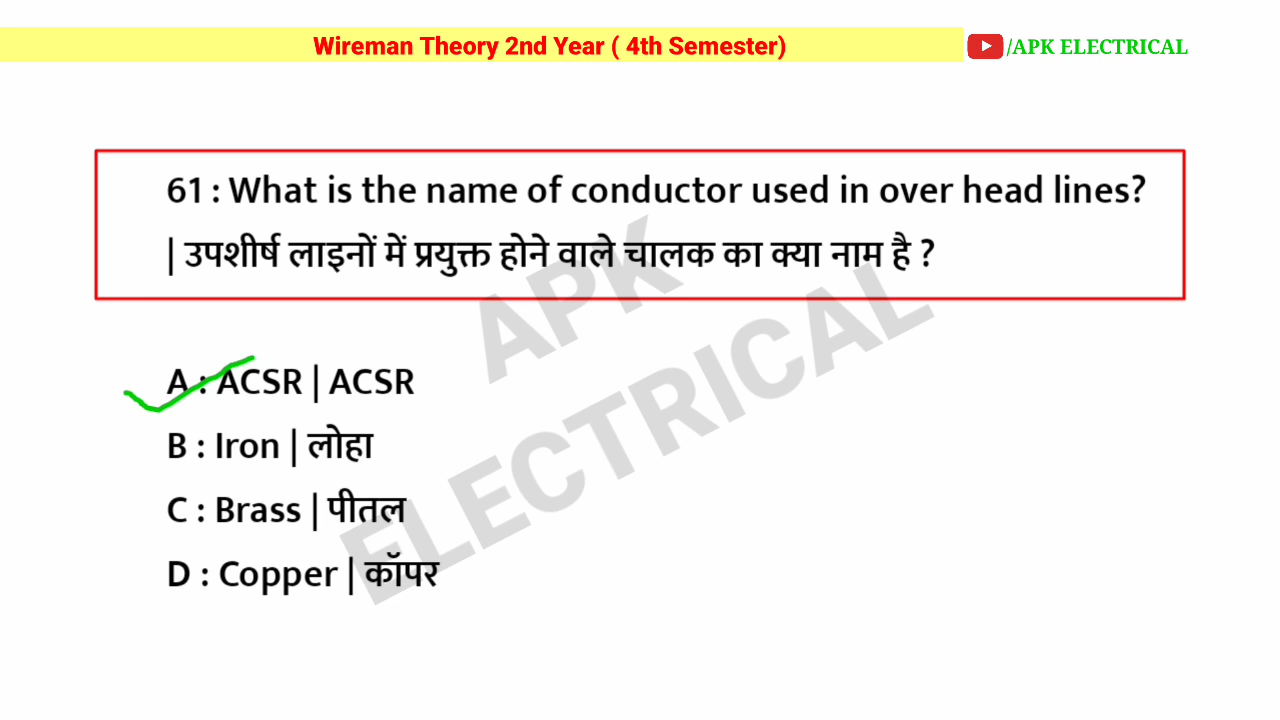 Wireman Theory 2nd Year ( 4th Semester)
/APK ELECTRICAL
61 : What is the name of conductor used in over head lines?
| उपशीर्ष लाइनों में प्रयुक्त होने वाले चालक का क्या नाम है ?
APK
ELECTRICAL
A : ACSR | ACSR
B : Iron | लोहा
C : Brass | पीतल
D : Copper | कॉपर